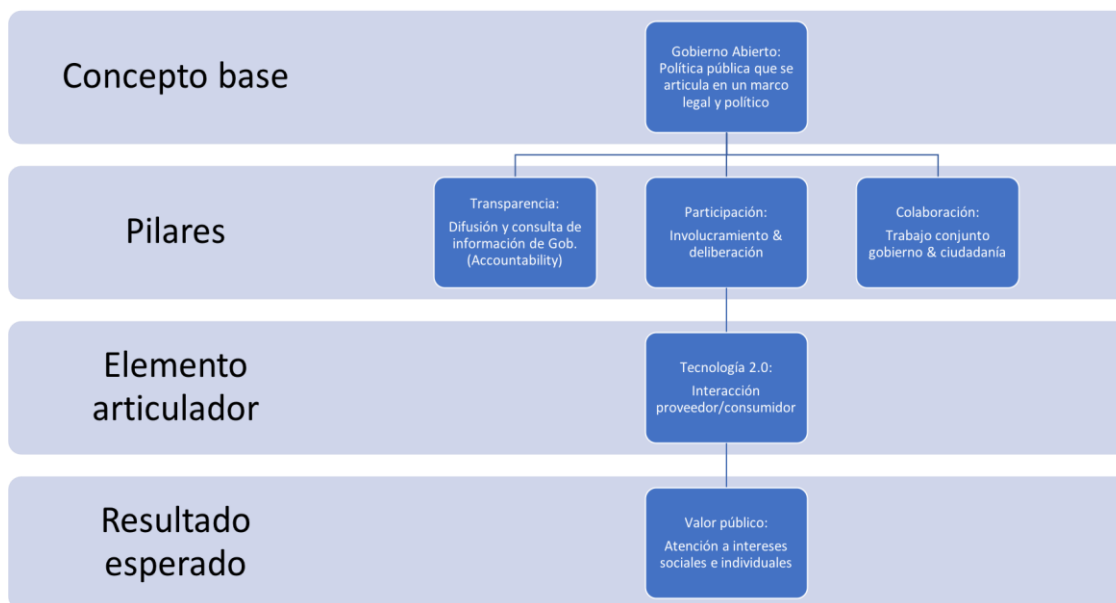 Concepto base
Gobierno Abierto:
Política pública que se
articula en un marco
legal y político
Pilares
Transparencia:
Difusión y consulta de
información de Gob.
(Accountability)
Participación:
Involucramiento &
deliberación
Colaboración:
Trabajo conjunto
gobierno & ciudadanía
Elemento
articulador
Tecnología 2.0:
Interacción
proveedor/consumidor
Resultado
esperado
Valor público:
Atención a intereses
sociales e individuales